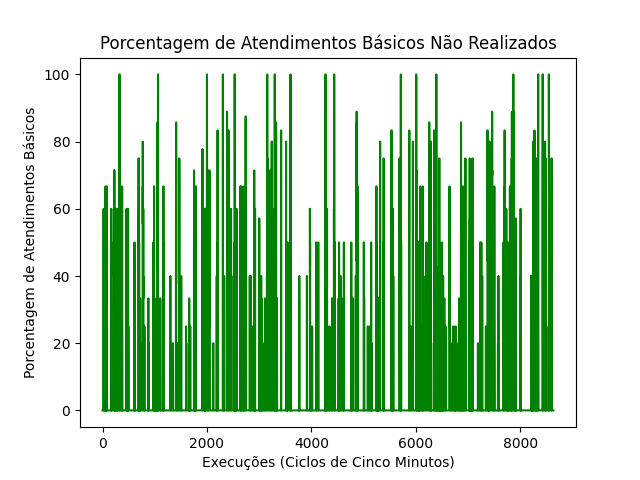 Porcentagem de Atendimentos Básicos Não Realizados
Porcentagem de Atendimentos Básicos
100
80
60
40
20
0
0 2000 4000 6000 8000
Execuções (Ciclos de Cinco Minutos)